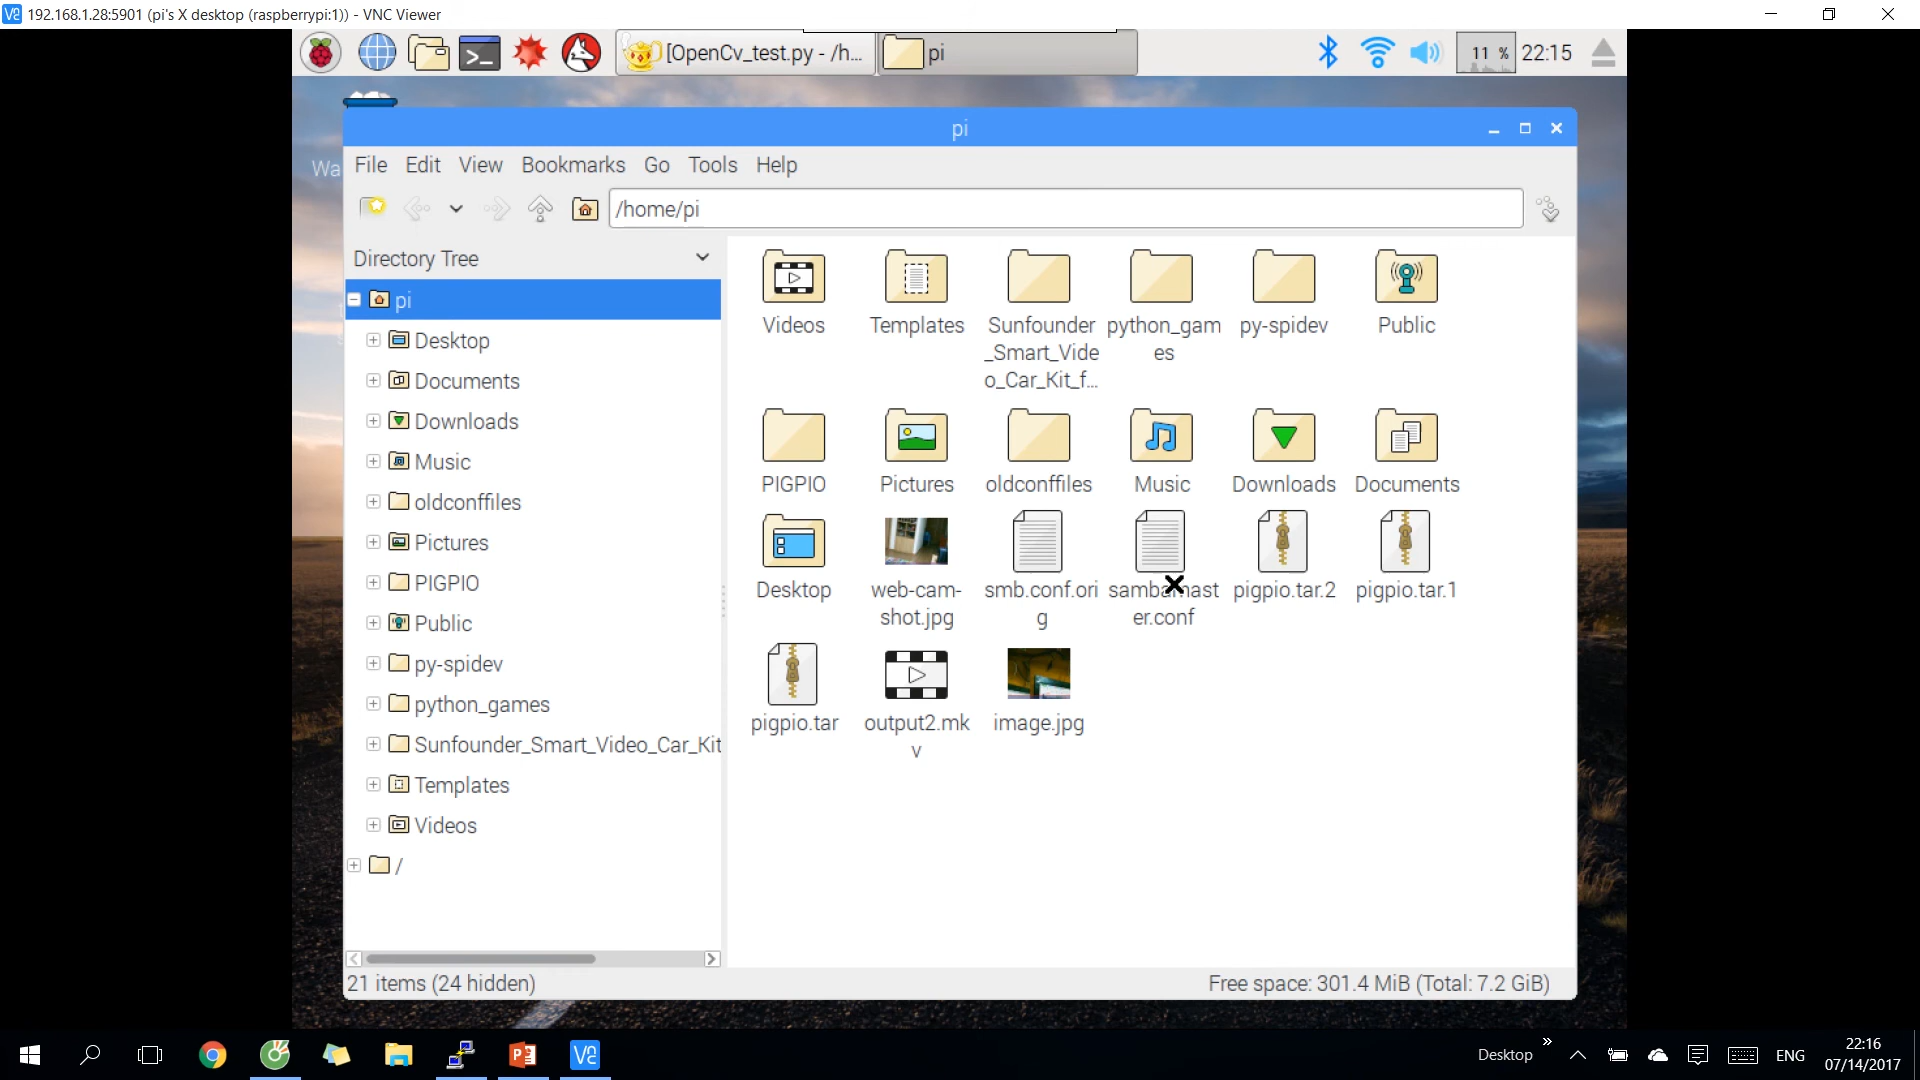 192.168.1.28:5901 (pi's X desktop (raspberrypi:1)) - VNC Viewer
[OpenCv_test.py - /h...
pi
11 %
22:15
Wa
pi
File Edit View Bookmarks Go Tools Help
/home/pi
Directory Tree
pi
Desktop
Documents
Downloads
Music
oldconffiles
Pictures
PIGPIO
Public
py-spidev
python_games
Sunfounder_Smart_Video_Car_Kit
Templates
Videos
/
Videos
Templates
Sunfounder
_Smart_Vide
o_Car_Kit_f...
python_gam
es
py-spidev
Public
PIGPIO
Pictures
oldconffiles
Music
Downloads
Documents
Desktop
web-cam-
shot.jpg
smb.conf.ori
g
sambamast
er.conf
pigpio.tar.2
pigpio.tar.1
pigpio.tar
output2.mk
v
image.jpg
21 items (24 hidden)
Free space: 301.4 MiB (Total: 7.2 GiB)
Desktop
ENG
22:16
07/14/2017